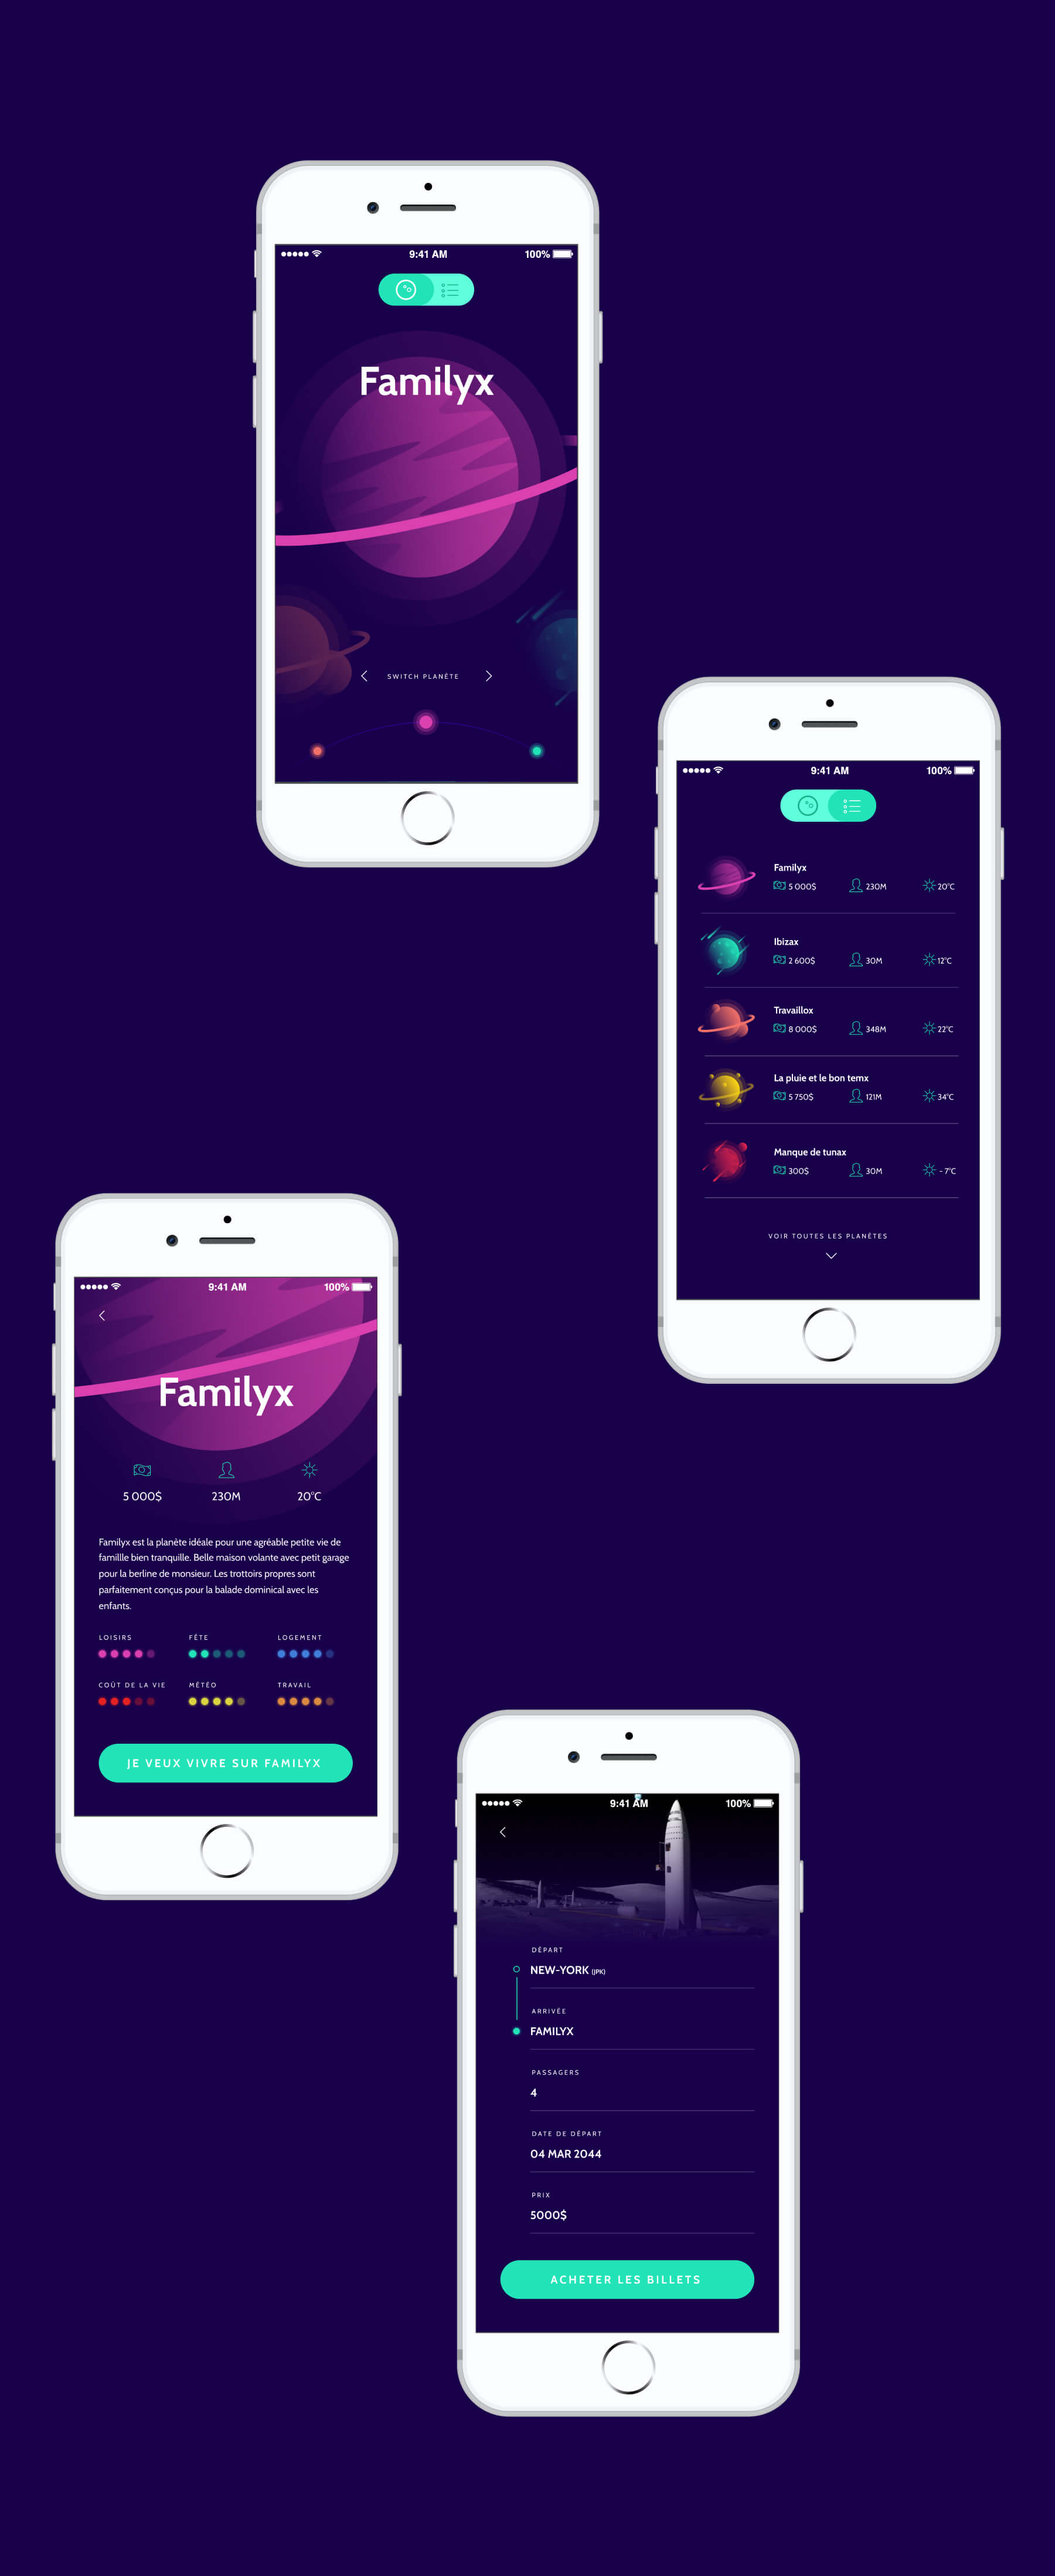 9:41 AM
100%
Familyx
SWITCH PLANÈTE
9:41 AM
100%
Familyx
5 000$
230M
20°C
Ibizax
2 600$
30M
12°C
Travaillox
8 000$
348M
22°C
La pluie et le bon temx
5 750$
121M
34°C
Manque de tunax
300$
30M
- 7°C
VOIR TOUTES LES PLANÈTES
9:41 AM
100%
Familyx
5 000$
230M
20°C
Familyx est la planète idéale pour une agréable petite vie de
famillle bien tranquille. Belle maison volante avec petit garage
pour la berline de monsieur. Les trottoirs propres sont
parfaitement conçus pour la balade dominical avec les
enfants.
LOISIRS
FÊTE
LOGEMENT
COÛT DE LA VIE
MÉTÉO
TRAVAIL
JE VEUX VIVRE SUR FAMILYX
9:41 AM
100%
DÉPART
NEW-YORK (JPK)
ARRIVÉE
FAMILYX
PASSAGERS
4
DATE DE DÉPART
04 MAR 2044
PRIX
5000$
ACHETER LES BILLETS